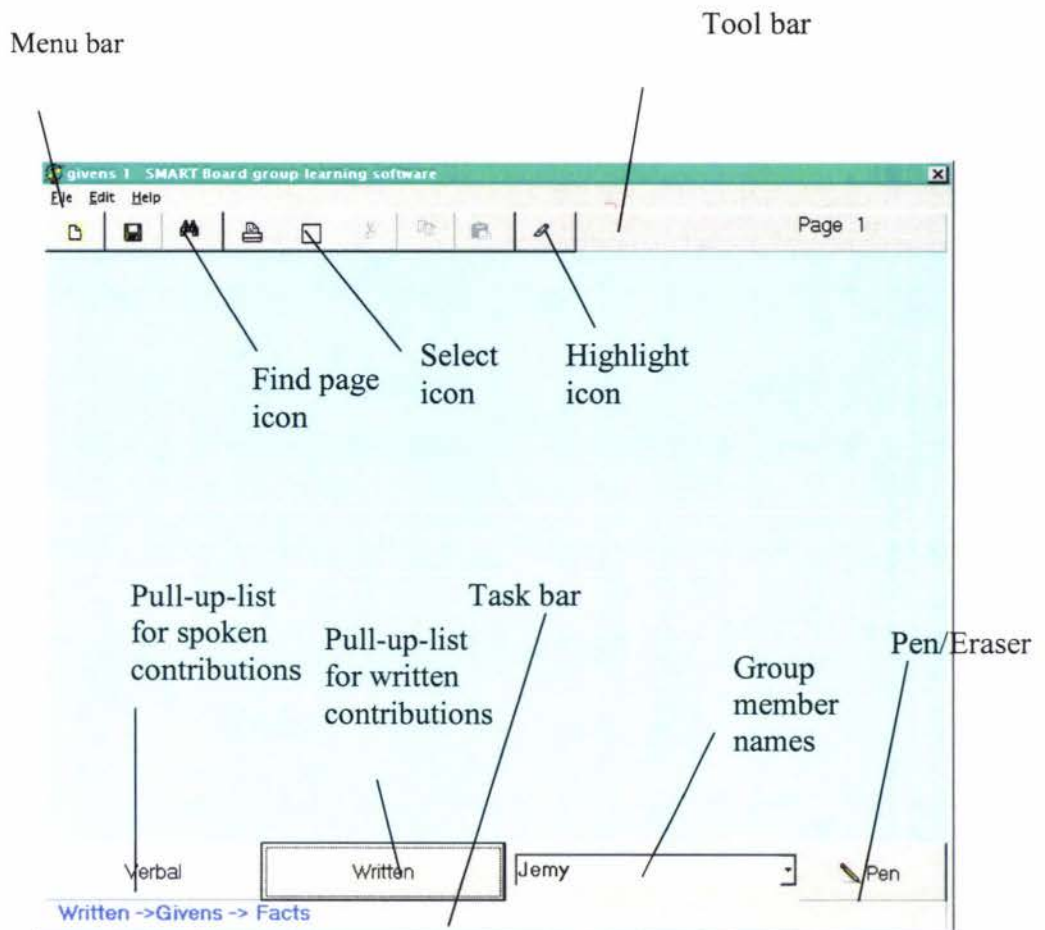 Menu bar
Tool bar
givens 1 SMART Board group learning software
File Edit Help
Page 1
Find page
icon
Select
icon
Highlight
icon
Pull-up-list
for spoken
contributions
Pull-up-list
for written
contributions
Task bar
Group
member
names
Pen/Eraser
Verbal
Written
Jemy
Pen
Written ->Givens -> Facts